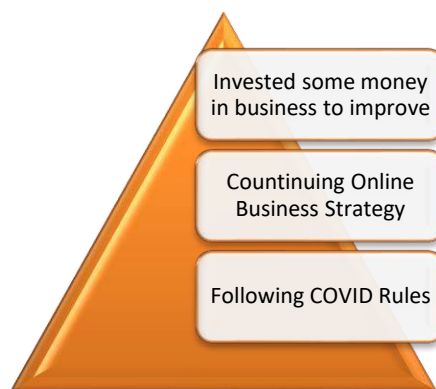 Invested some money
in business to improve
Countinuing Online
Business Strategy
Following COVID Rules